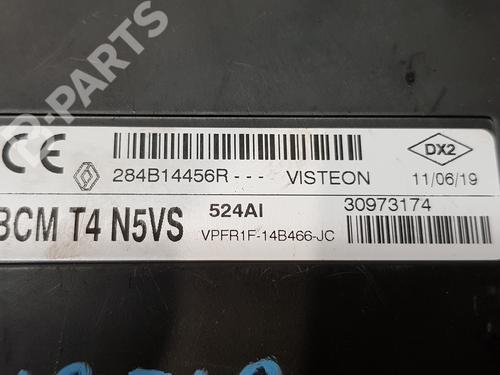 B-PARTS
CE
284B14456R--- VISTEON
DX2
11/06/19
BCM T4 N5VS
524AI
30973174
VPFR1F-14B466-JC